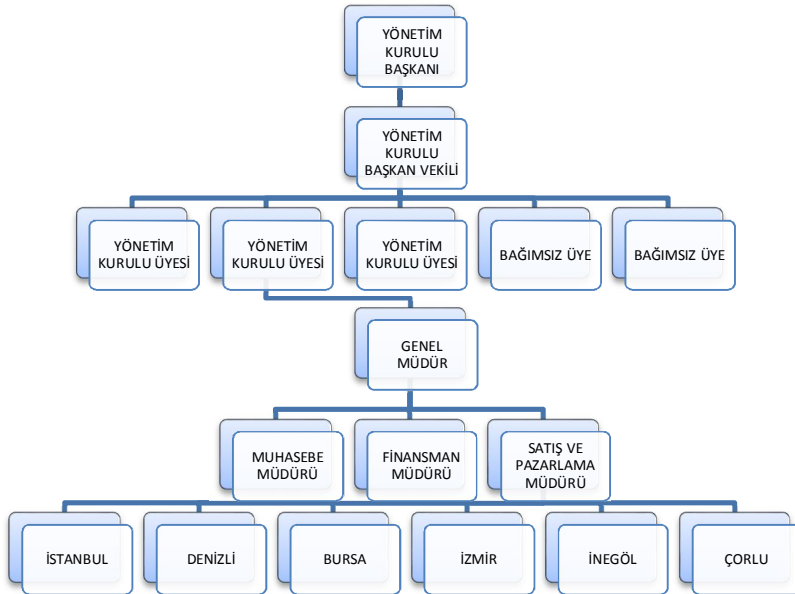 YÖNETİM
KURULU
BAŞKANI
YÖNETİM
KURULU
BAŞKAN VEKİLİ
YÖNETİM
KURULU ÜYESİ
YÖNETİM
KURULU ÜYESİ
YÖNETİM
KURULU ÜYESİ
BAĞIMSIZ ÜYE
BAĞIMSIZ ÜYE
GENEL
MÜDÜR
MUHASEBE
MÜDÜRÜ
FİNANSMAN
MÜDÜRÜ
SATIŞ VE
PAZARLAMA
MÜDÜRÜ
İSTANBUL
DENİZLİ
BURSA
İZMİR
İNEGÖL
ÇORLU